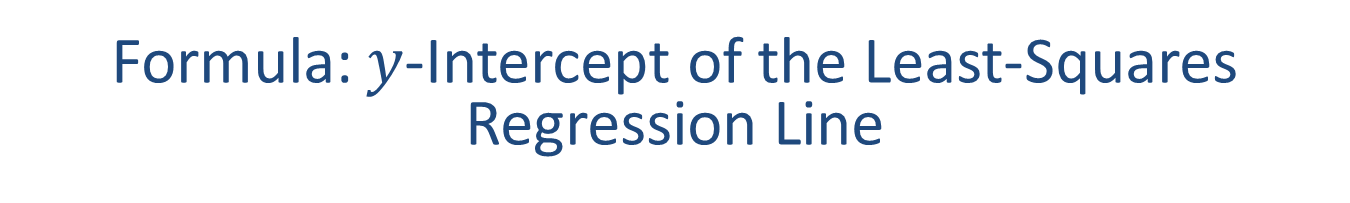 Formula: y-Intercept of the Least-Squares
Regression Line